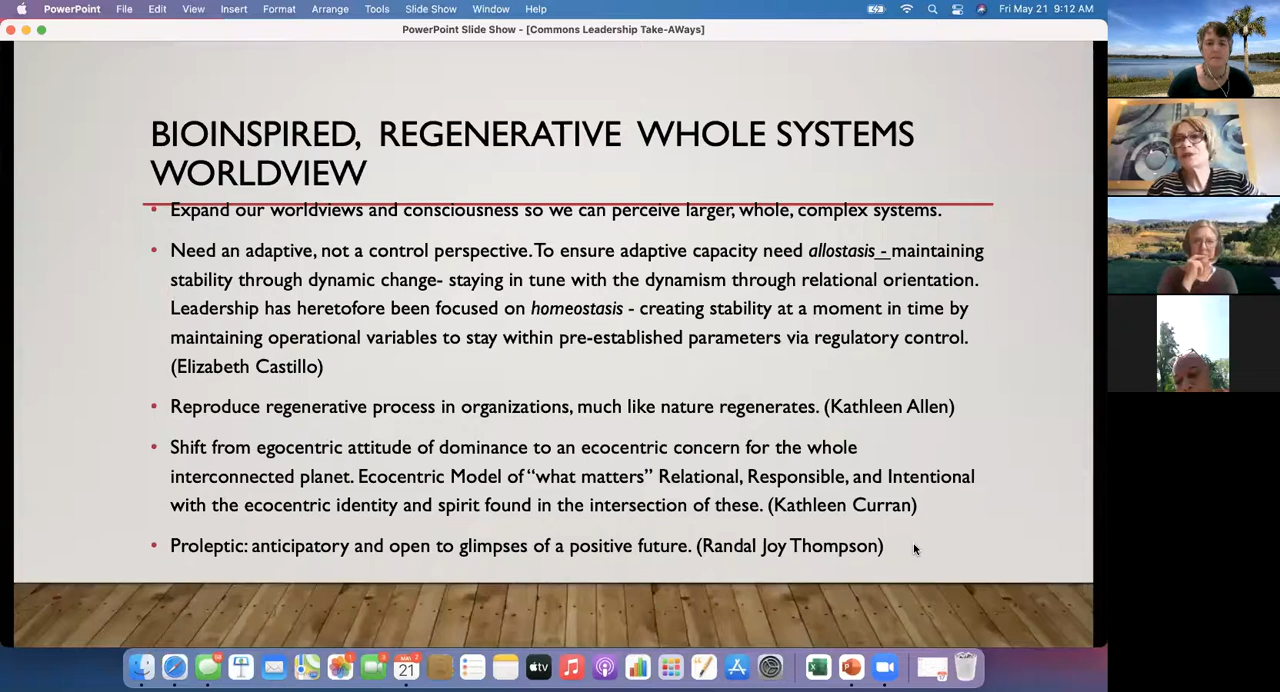 PowerPoint File Edit View Insert Format Arrange Tools Slide Show Window Help Fri May 21 9:12 AM
PowerPoint Slide Show - [Commons Leadership Take-AWays]
BIOINSPIRED, REGENERATIVE WHOLE SYSTEMS
WORLDVIEW
• Expand our worldviews and consciousness so we can perceive larger, whole, complex systems.
• Need an adaptive, not a control perspective. To ensure adaptive capacity need allostasis - maintaining
stability through dynamic change- staying in tune with the dynamism through relational orientation.
Leadership has heretofore been focused on homeostasis - creating stability at a moment in time by
maintaining operational variables to stay within pre-established parameters via regulatory control.
(Elizabeth Castillo)
• Reproduce regenerative process in organizations, much like nature regenerates. (Kathleen Allen)
• Shift from egocentric attitude of dominance to an ecocentric concern for the whole
interconnected planet. Ecocentric Model of “what matters” Relational, Responsible, and Intentional
with the ecocentric identity and spirit found in the intersection of these. (Kathleen Curran)
• Proleptic: anticipatory and open to glimpses of a positive future. (Randal Joy Thompson)
21
tv